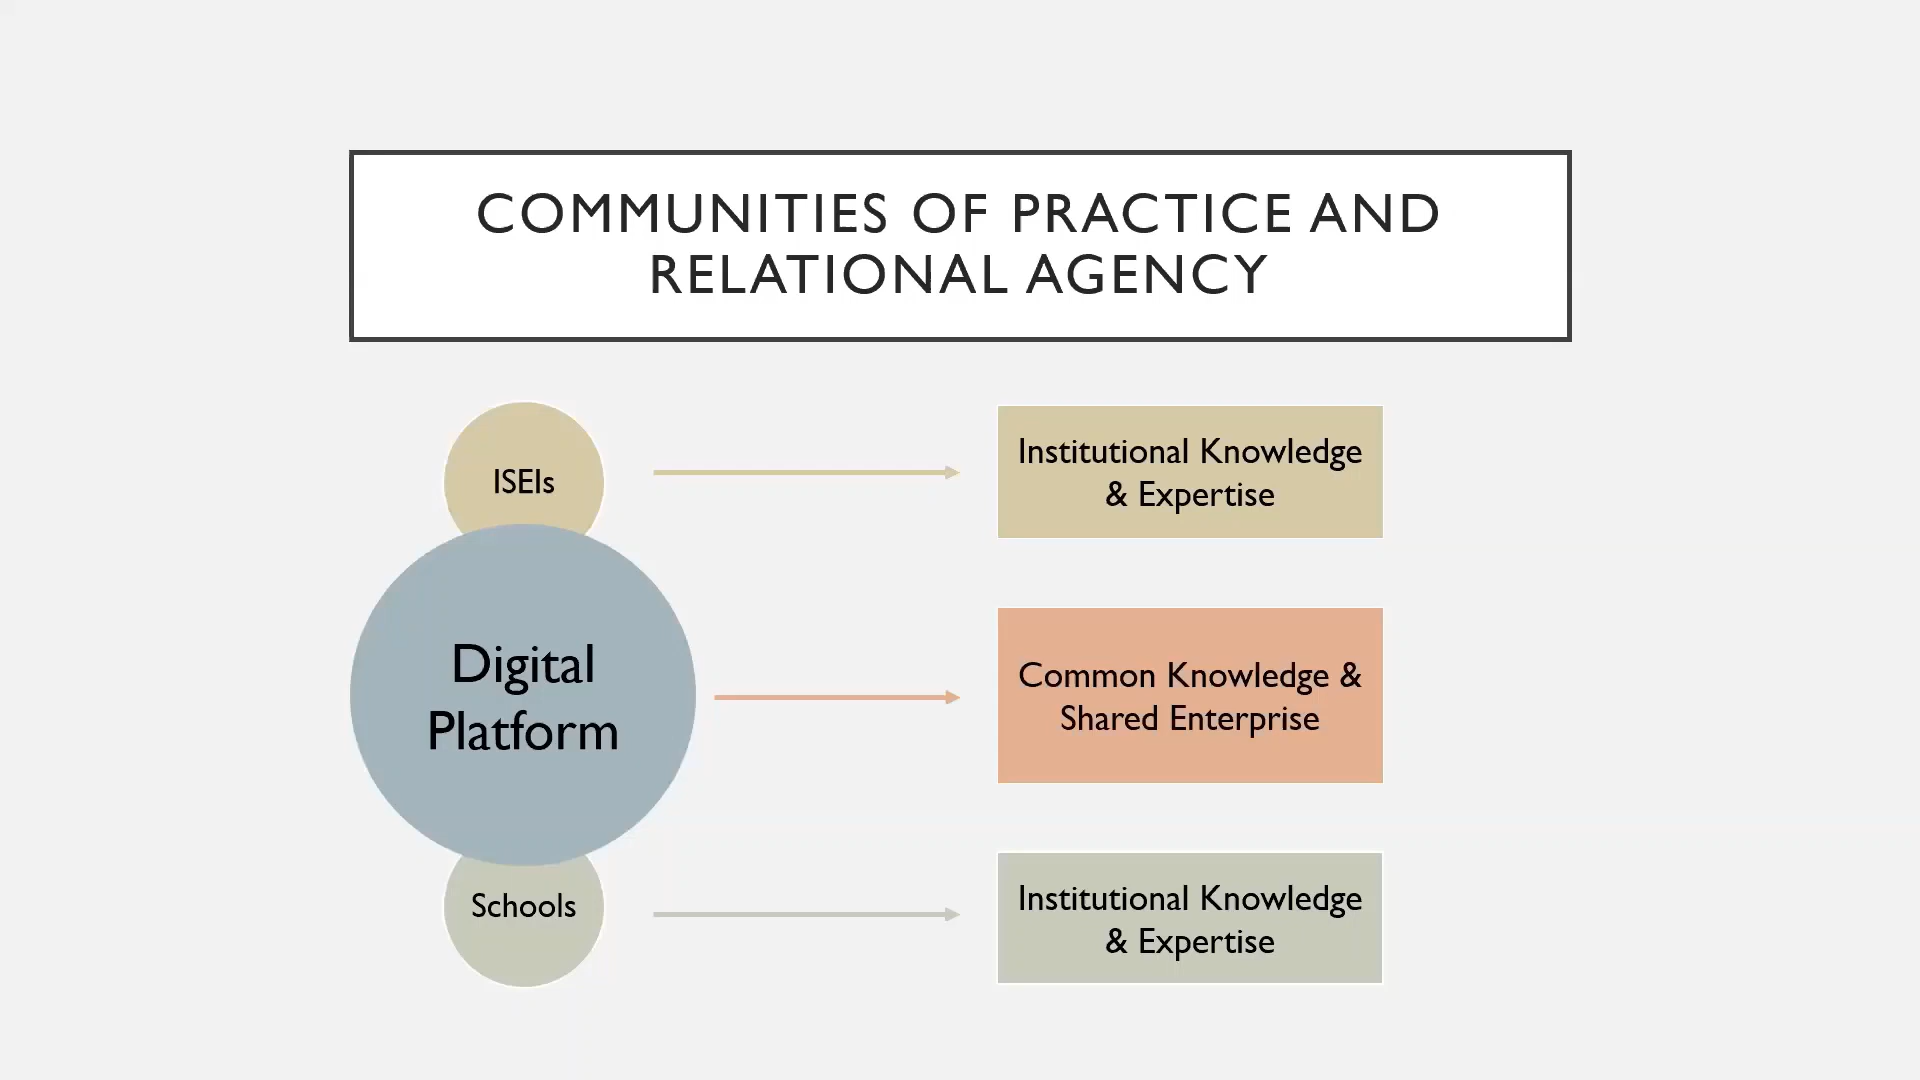 COMMUNITIES OF PRACTICE AND
RELATIONAL AGENCY
ISEIs
Institutional Knowledge
& Expertise
Digital
Platform
Common Knowledge &
Shared Enterprise
Schools
Institutional Knowledge
& Expertise